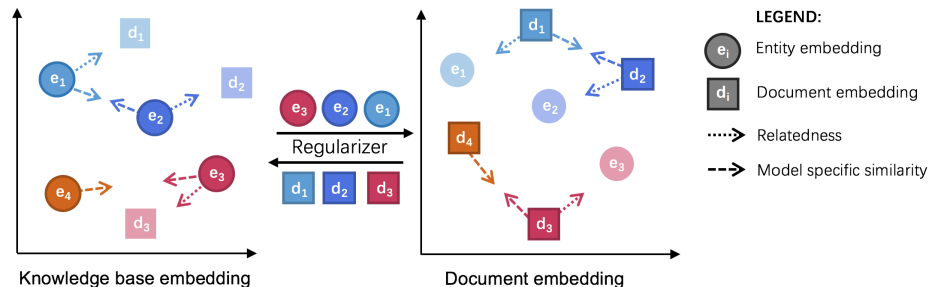 d1
e1
d2
e2
e3
e4
d3
Knowledge base embedding
e3 e2 e1
Regularizer
d1 d2 d3
d1
e1
d2
e2
d4
e3
d3
Document embedding
LEGEND:
ei Entity embedding
di Document embedding
Relatedness
Model specific similarity